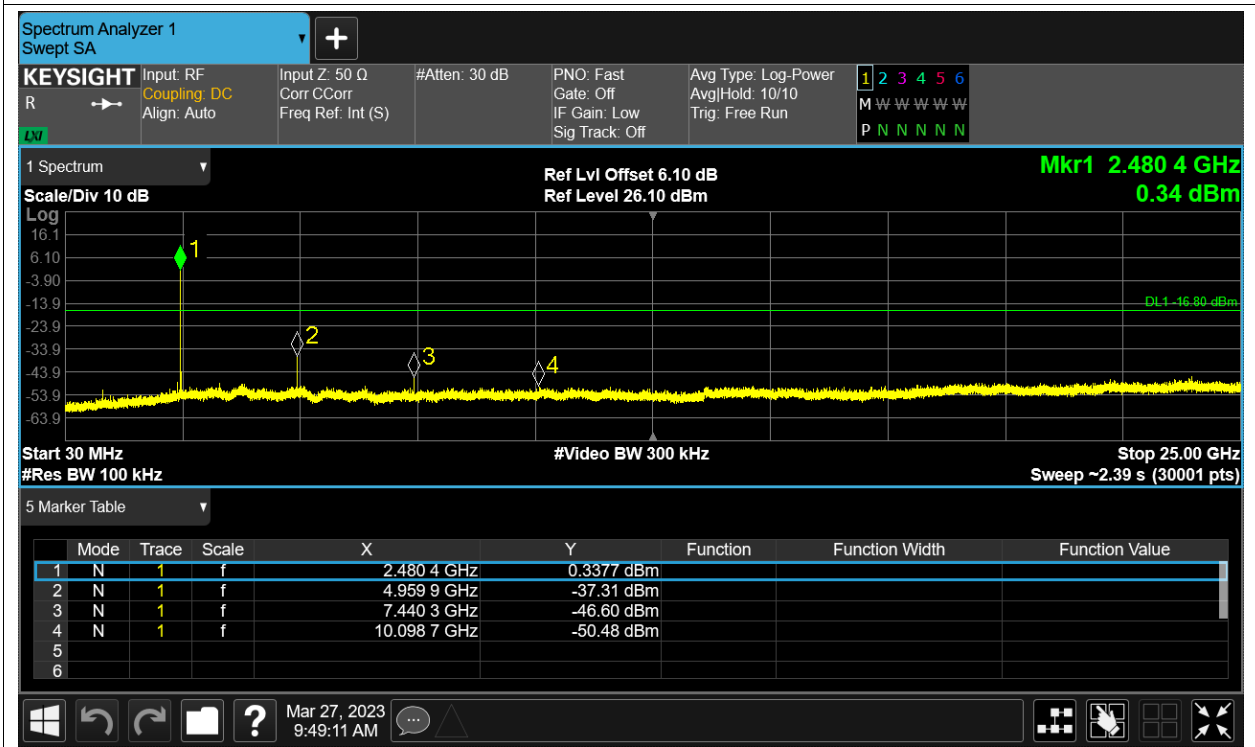 Spectrum Analyzer 1
Swept SA
KEYSIGHT Input: RF Input Z: 50 Ω #Atten: 30 dB PNO: Fast Avg Type: Log-Power 1 2 3 4 5 6
R Coupling: DC Corr CCorr Gate: Off Avg|Hold: 10/10 M W W W W W
Align: Auto Freq Ref: Int (S) IF Gain: Low Trig: Free Run
LXI Sig Track: Off P N N N N N
1 Spectrum Ref Lvl Offset 6.10 dB Mkr1 2.480 4 GHz
Scale/Div 10 dB Ref Level 26.10 dBm 0.34 dBm
Log
16.1
6.10 1
-3.90
-13.9 DL1 -16.80 dBm
-23.9 2
-33.9 3
-43.9 4
-53.9
-63.9
Start 30 MHz #Video BW 300 kHz Stop 25.00 GHz
#Res BW 100 kHz Sweep ~2.39 s (30001 pts)
5 Marker Table
Mode Trace Scale X Y Function Function Width Function Value
1 N 1 f 2.480 4 GHz 0.3377 dBm
2 N 1 f 4.959 9 GHz -37.31 dBm
3 N 1 f 7.440 3 GHz -46.60 dBm
4 N 1 f 10.098 7 GHz -50.48 dBm
5
6
? Mar 27, 2023
9:49:11 AM